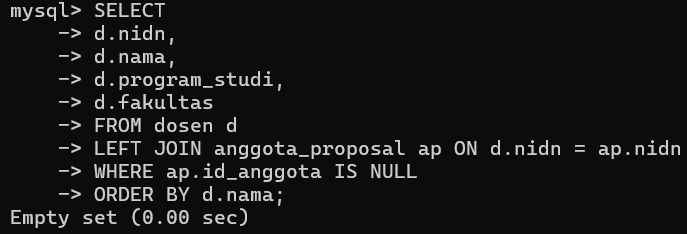 mysql> SELECT
    -> d.nidn,
    -> d.nama,
    -> d.program_studi,
    -> d.fakultas
    -> FROM dosen d
    -> LEFT JOIN anggota_proposal ap ON d.nidn = ap.nidn
    -> WHERE ap.id_anggota IS NULL
    -> ORDER BY d.nama;
Empty set (0.00 sec)